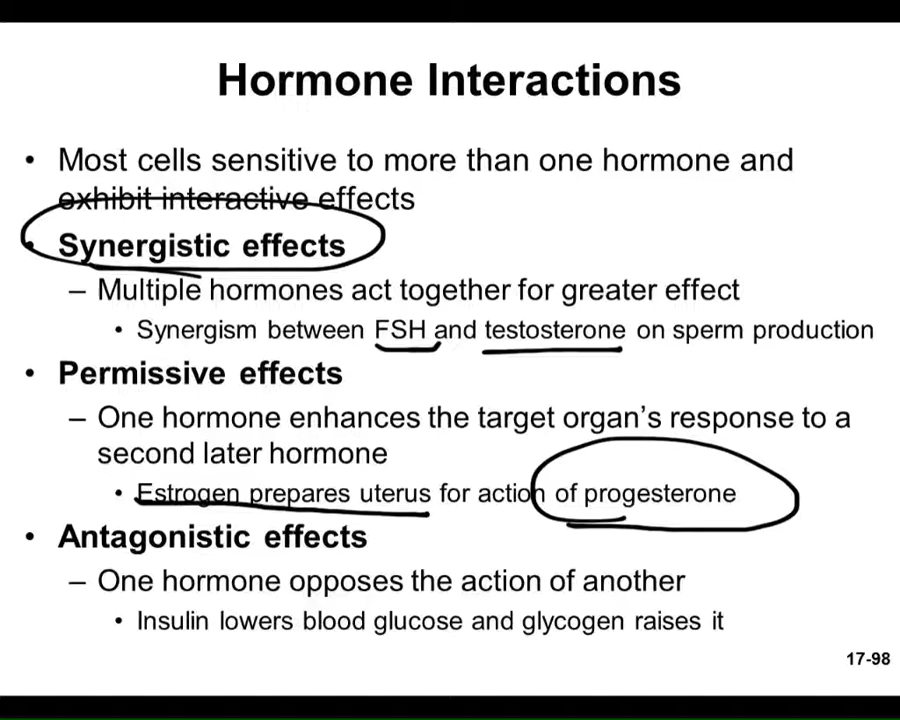 Hormone Interactions
• Most cells sensitive to more than one hormone and
exhibit interactive effects
• Synergistic effects
– Multiple hormones act together for greater effect
• Synergism between FSH and testosterone on sperm production
• Permissive effects
– One hormone enhances the target organ’s response to a
second later hormone
• Estrogen prepares uterus for action of progesterone
• Antagonistic effects
– One hormone opposes the action of another
• Insulin lowers blood glucose and glycogen raises it
17-98